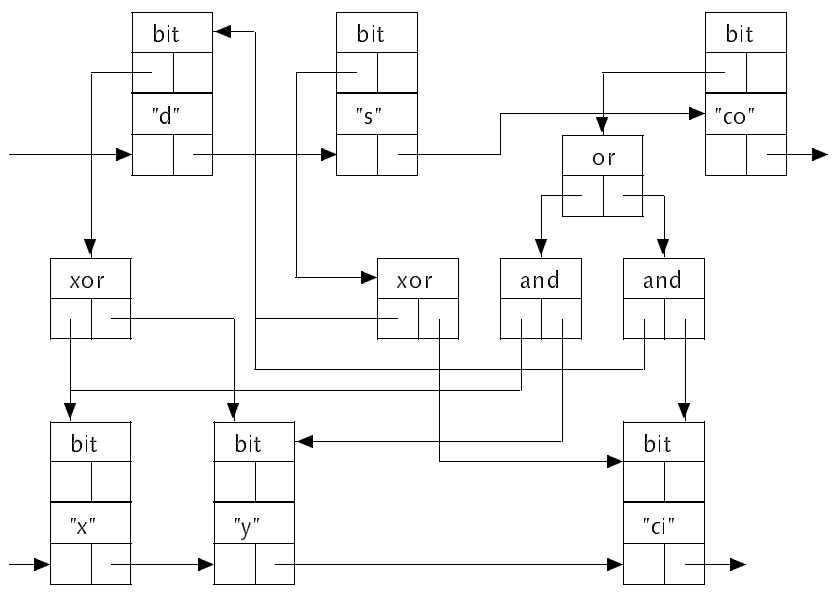 bit
bit
bit
"d"
"s"
"co"
or
xor
xor
and
and
bit
bit
bit
"x"
"y"
"ci"